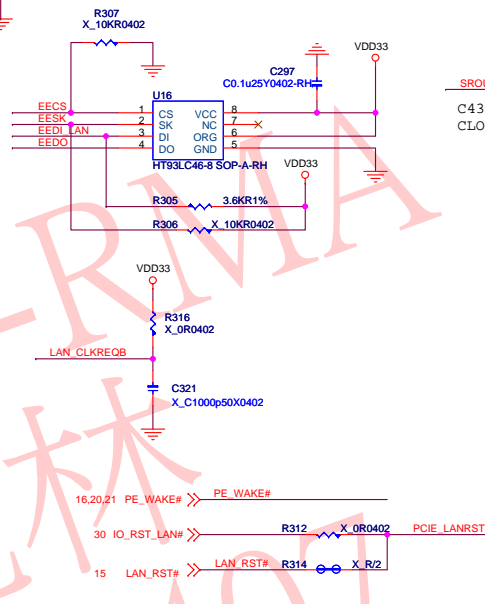 R307
X_10KR0402
VDD33
C297
C0.1u25Y0402-RH
SROU
U16
EECS 1 CS VCC 8
EESK 2 SK NC 7
EEDI_LAN 3 DI ORG 6
EEDO 4 DO GND 5
C43
CLO
HT93LC46-8 SOP-A-RH
VDD33
R305 3.6KR1%
R306 X_10KR0402
VDD33
R316
X_0R0402
LAN_CLKREQB
C321
X_C1000p50X0402
16,20,21 PE_WAKE# PE_WAKE#
30 IO_RST_LAN# R312 X_0R0402 PCIE_LANRST
15 LAN_RST# LAN_RST# R314 X_R/2
-RMA
林